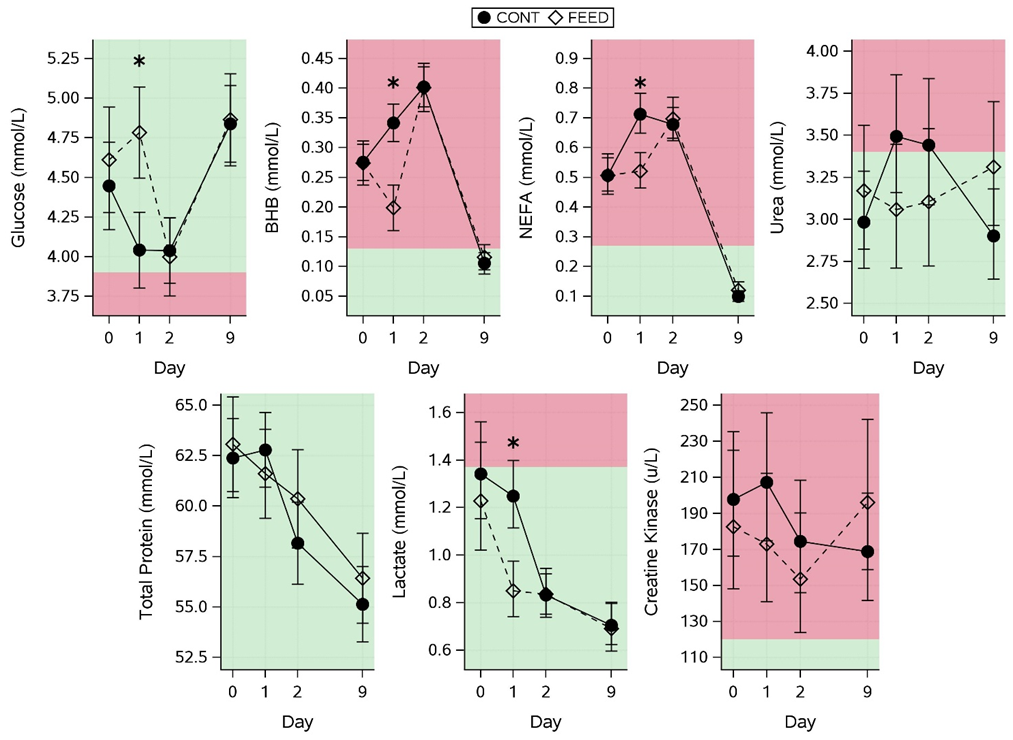 CONT FEED
Glucose (mmol/L)
5.25
5.00
4.75
4.50
4.25
4.00
3.75
*
0 1 2 9
Day
BHB (mmol/L)
0.45
0.40
0.35
0.30
0.25
0.20
0.15
0.10
0.05
*
0 1 2 9
Day
NEFA (mmol/L)
0.9
0.8
0.7
0.6
0.5
0.4
0.3
0.2
0.1
*
0 1 2 9
Day
Urea (mmol/L)
4.00
3.75
3.50
3.25
3.00
2.75
2.50
0 1 2 9
Day
Total Protein (mmol/L)
65.0
62.5
60.0
57.5
55.0
52.5
0 1 2 9
Day
Lactate (mmol/L)
1.6
1.4
1.2
1.0
0.8
0.6
*
0 1 2 9
Day
Creatine Kinase (u/L)
250
230
210
190
170
150
130
110
0 1 2 9
Day